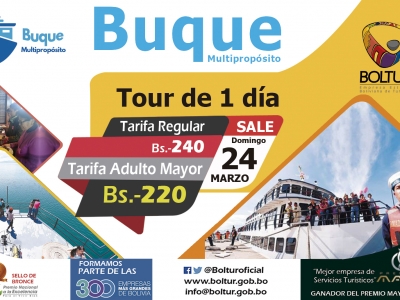 Buque
Multipropósito
Buque
Multipropósito
BOLTUR
Tour de 1 día
Tarifa Regular
Bs.-240
Tarifa Adulto Mayor
Bs.-220
SALE
Domingo
24
MARZO
SELLO DE
BRONCE
FORMAMOS
PARTE DE LAS
300
EMPRESAS
MÁS GRANDES
DE BOLIVIA
@Bolturoficial
www.boltur.gob.bo
info@boltur.gob.bo
"Mejor empresa de
Servicios Turísticos"
GANADOR DEL PREMIO